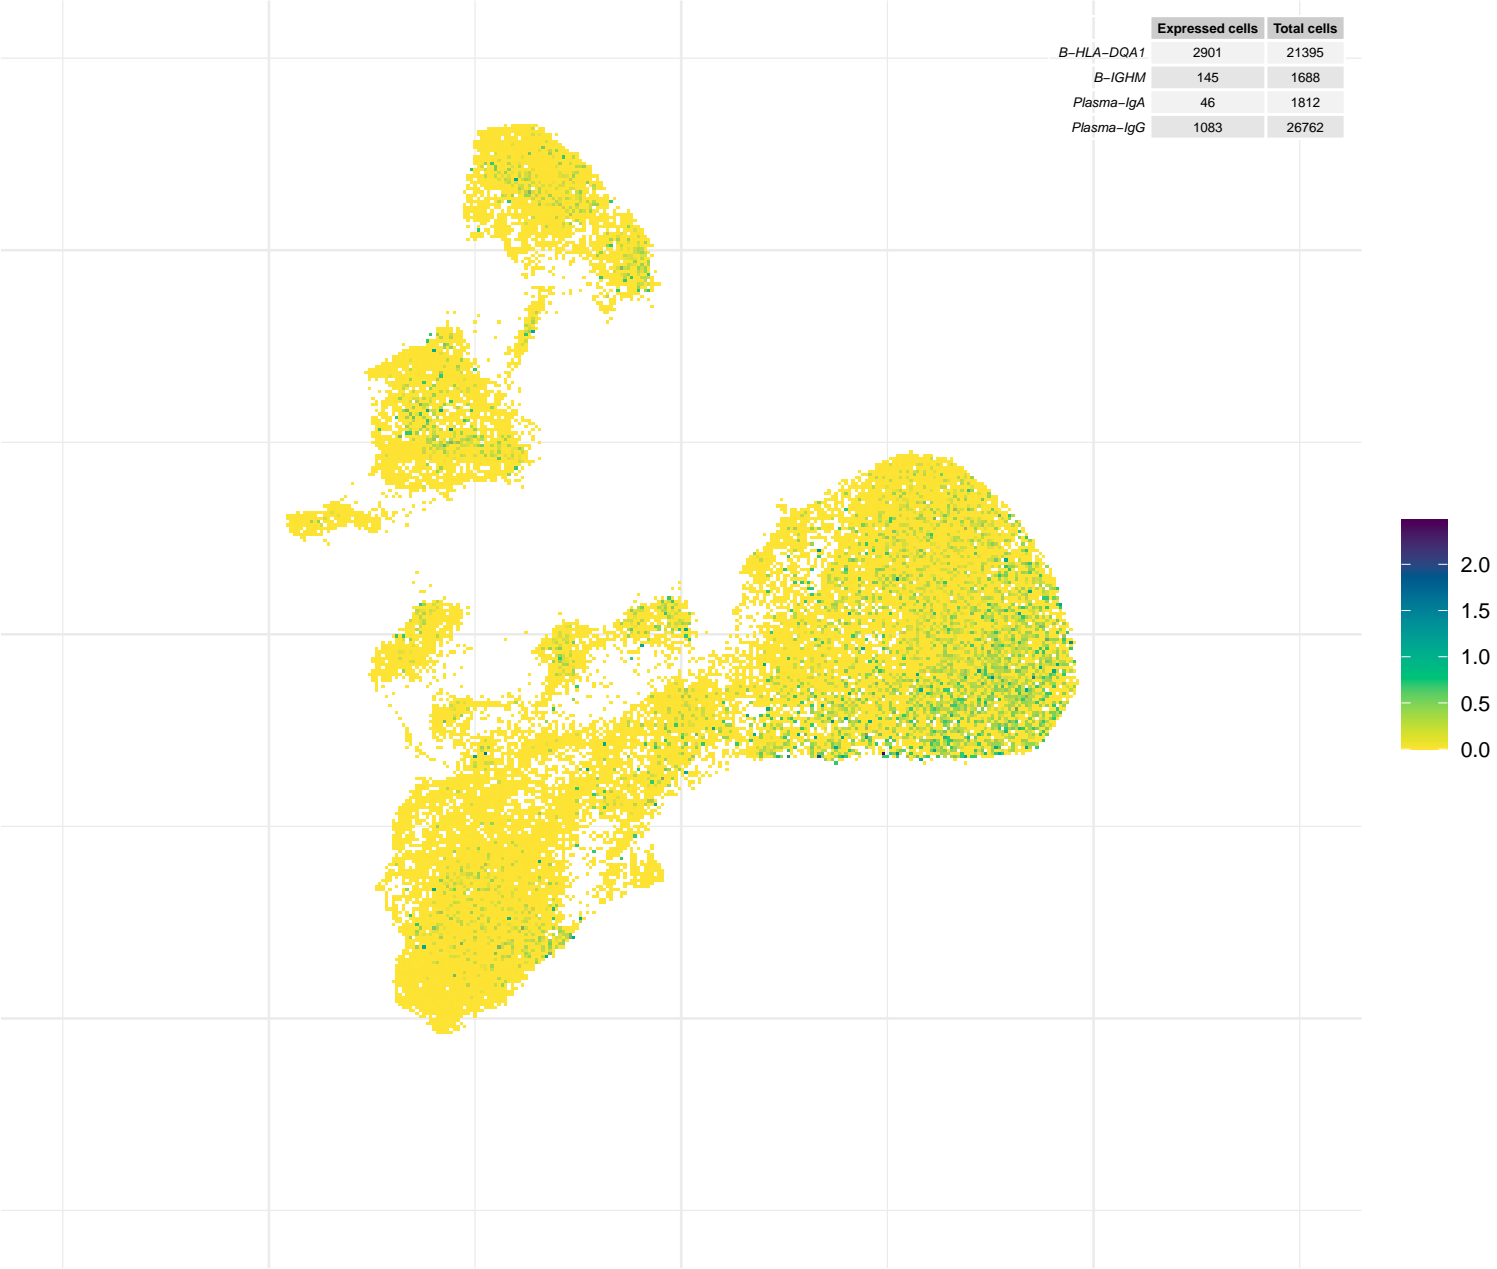 Expressed cells Total cells
B−HLA−DQA1 2901 21395
B−IGHM 145 1688
Plasma−IgA 46 1812
Plasma−IgG 1083 26762
2.0
1.5
1.0
0.5
0.0